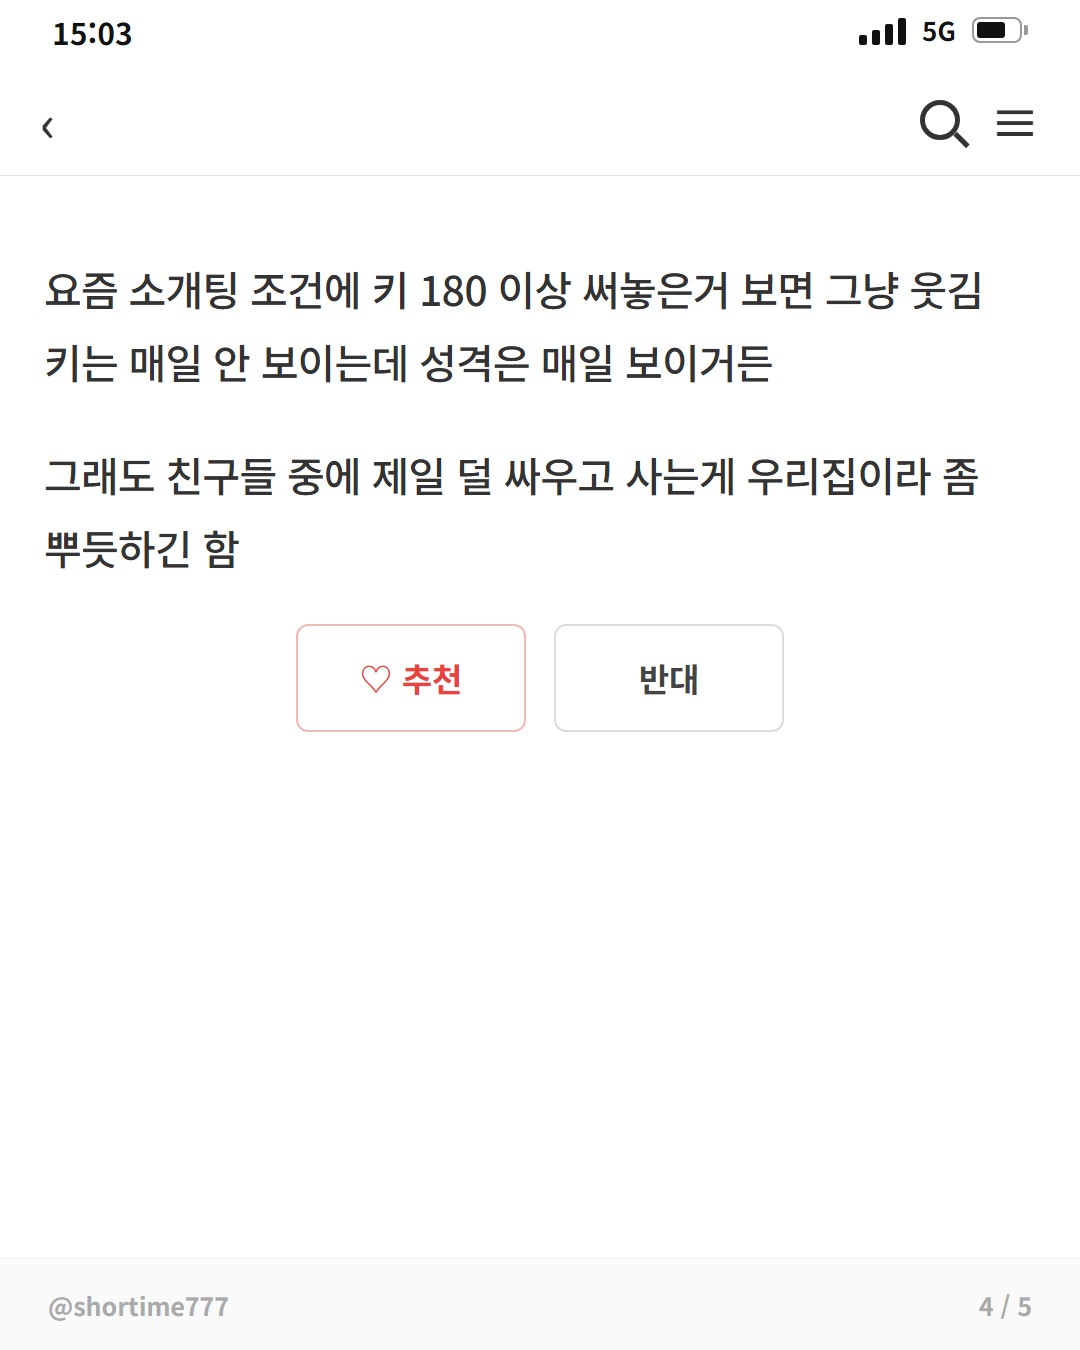 15:03
5G
요즘 소개팅 조건에 키 180 이상 써놓은거 보면 그냥 웃김
키는 매일 안 보이는데 성격은 매일 보이거든
그래도 친구들 중에 제일 덜 싸우고 사는게 우리집이라 좀
뿌듯하긴 함
♡ 추천
반대
@shortime777
4 / 5